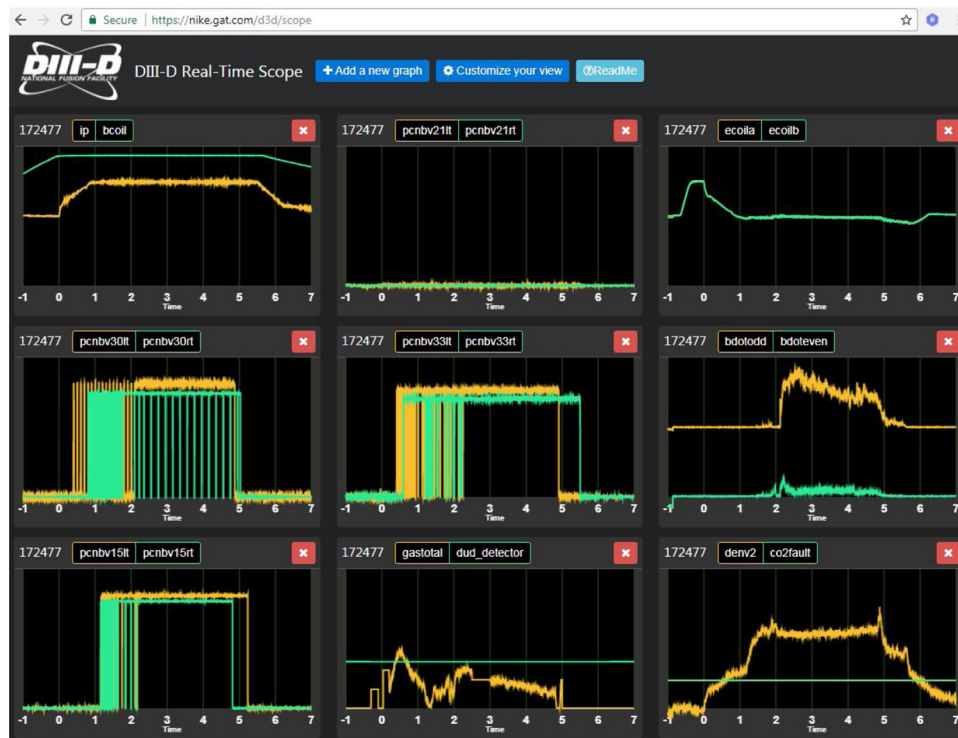 Secure | https://nike.gat.com/d3d/scope
DIII-D
NATIONAL FUSION FACILITY
DIII-D Real-Time Scope
+ Add a new graph
Customize your view
?ReadMe
172477 ip bcoil
172477 pcnbv21lt pcnbv21rt
172477 ecoila ecoilb
-1 0 1 2 3 4 5 6 7
Time
-1 0 1 2 3 4 5 6 7
Time
-1 0 1 2 3 4 5 6 7
Time
172477 pcnbv30lt pcnbv30rt
172477 pcnbv33lt pcnbv33rt
172477 bdotodd bdoteven
-1 0 1 2 3 4 5 6 7
Time
-1 0 1 2 3 4 5 6 7
Time
-1 0 1 2 3 4 5 6 7
Time
172477 pcnbv15lt pcnbv15rt
172477 gastotal dud_detector
172477 denv2 co2fault
-1 0 1 2 3 4 5 6 7
Time
-1 0 1 2 3 4 5 6 7
Time
-1 0 1 2 3 4 5 6 7
Time